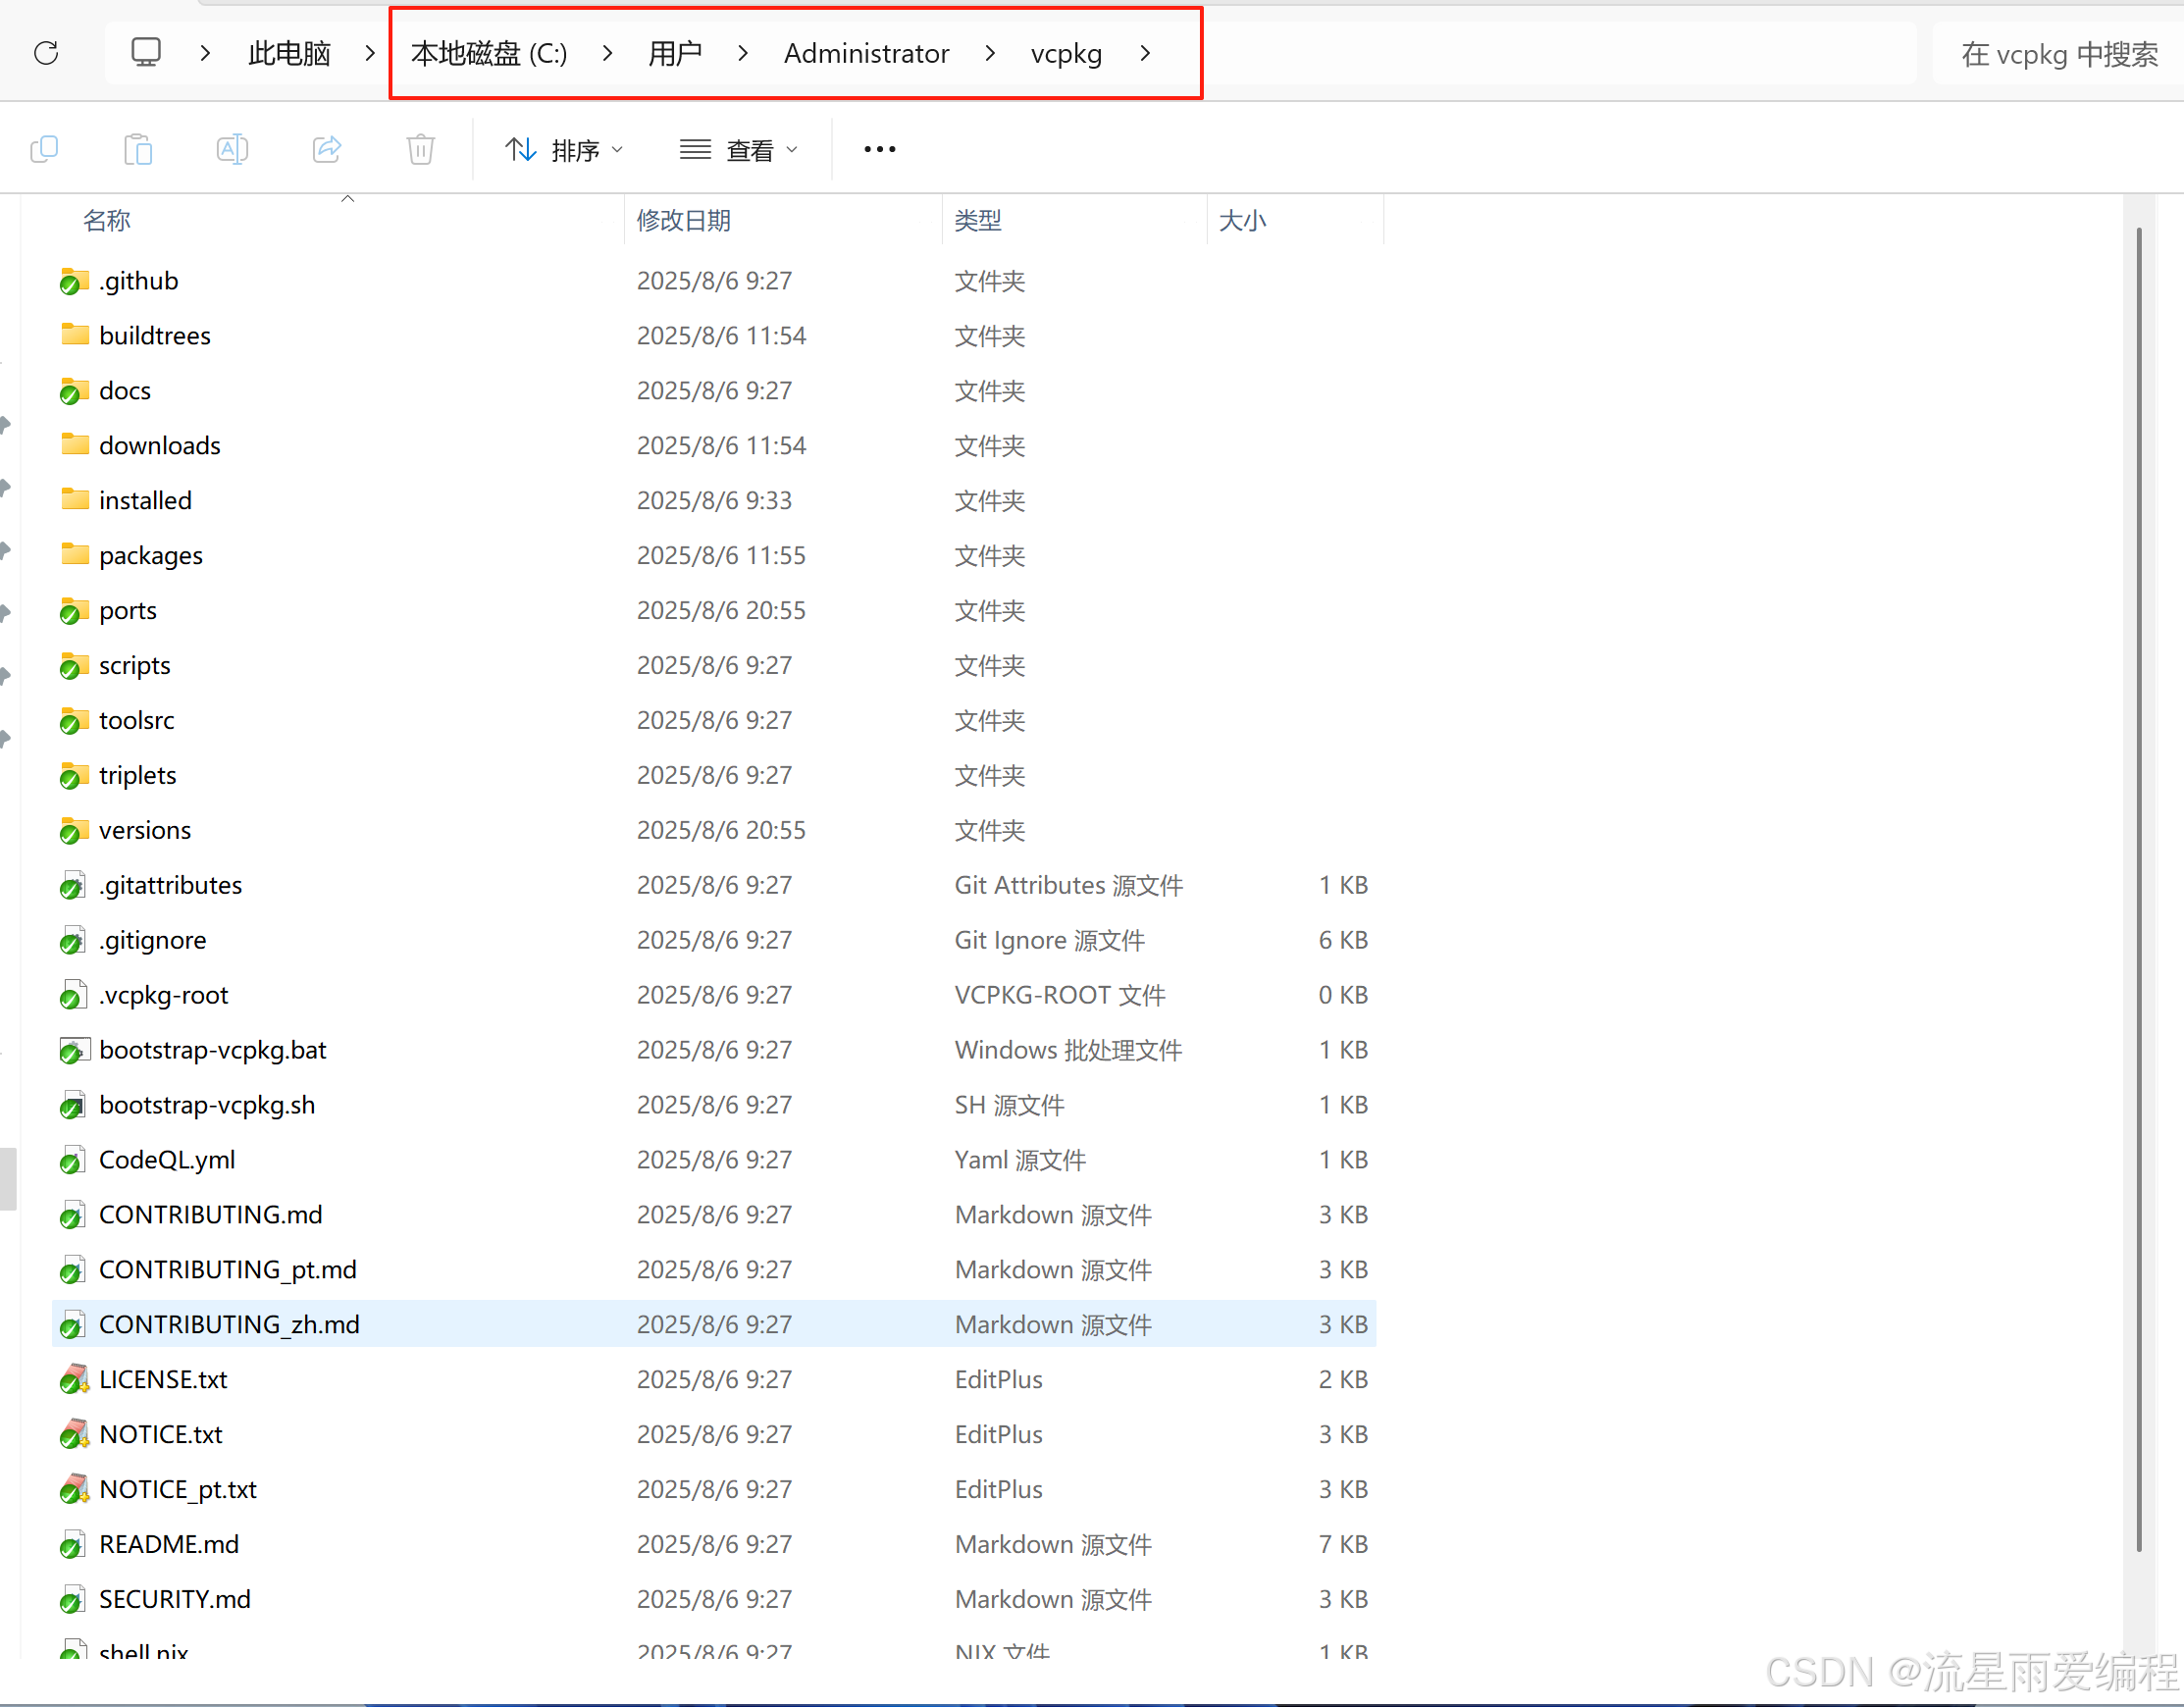 此电脑 本地磁盘 (C:) 用户 Administrator vcpkg 在 vcpkg 中搜索
排序 查看
名称 修改日期 类型 大小
.github 2025/8/6 9:27 文件夹
buildtrees 2025/8/6 11:54 文件夹
docs 2025/8/6 9:27 文件夹
downloads 2025/8/6 11:54 文件夹
installed 2025/8/6 9:33 文件夹
packages 2025/8/6 11:55 文件夹
ports 2025/8/6 20:55 文件夹
scripts 2025/8/6 9:27 文件夹
toolsrc 2025/8/6 9:27 文件夹
triplets 2025/8/6 9:27 文件夹
versions 2025/8/6 20:55 文件夹
.gitattributes 2025/8/6 9:27 Git Attributes 源文件 1 KB
.gitignore 2025/8/6 9:27 Git Ignore 源文件 6 KB
.vcpkg-root 2025/8/6 9:27 VCPKG-ROOT 文件 0 KB
bootstrap-vcpkg.bat 2025/8/6 9:27 Windows 批处理文件 1 KB
bootstrap-vcpkg.sh 2025/8/6 9:27 SH 源文件 1 KB
CodeQL.yml 2025/8/6 9:27 Yaml 源文件 1 KB
CONTRIBUTING.md 2025/8/6 9:27 Markdown 源文件 3 KB
CONTRIBUTING_pt.md 2025/8/6 9:27 Markdown 源文件 3 KB
CONTRIBUTING_zh.md 2025/8/6 9:27 Markdown 源文件 3 KB
LICENSE.txt 2025/8/6 9:27 EditPlus 2 KB
NOTICE.txt 2025/8/6 9:27 EditPlus 3 KB
NOTICE_pt.txt 2025/8/6 9:27 EditPlus 3 KB
README.md 2025/8/6 9:27 Markdown 源文件 7 KB
SECURITY.md 2025/8/6 9:27 Markdown 源文件 3 KB
shell.nix 2025/8/6 9:27 NIX 文件 1 KB
CSDN @流星雨爱编程